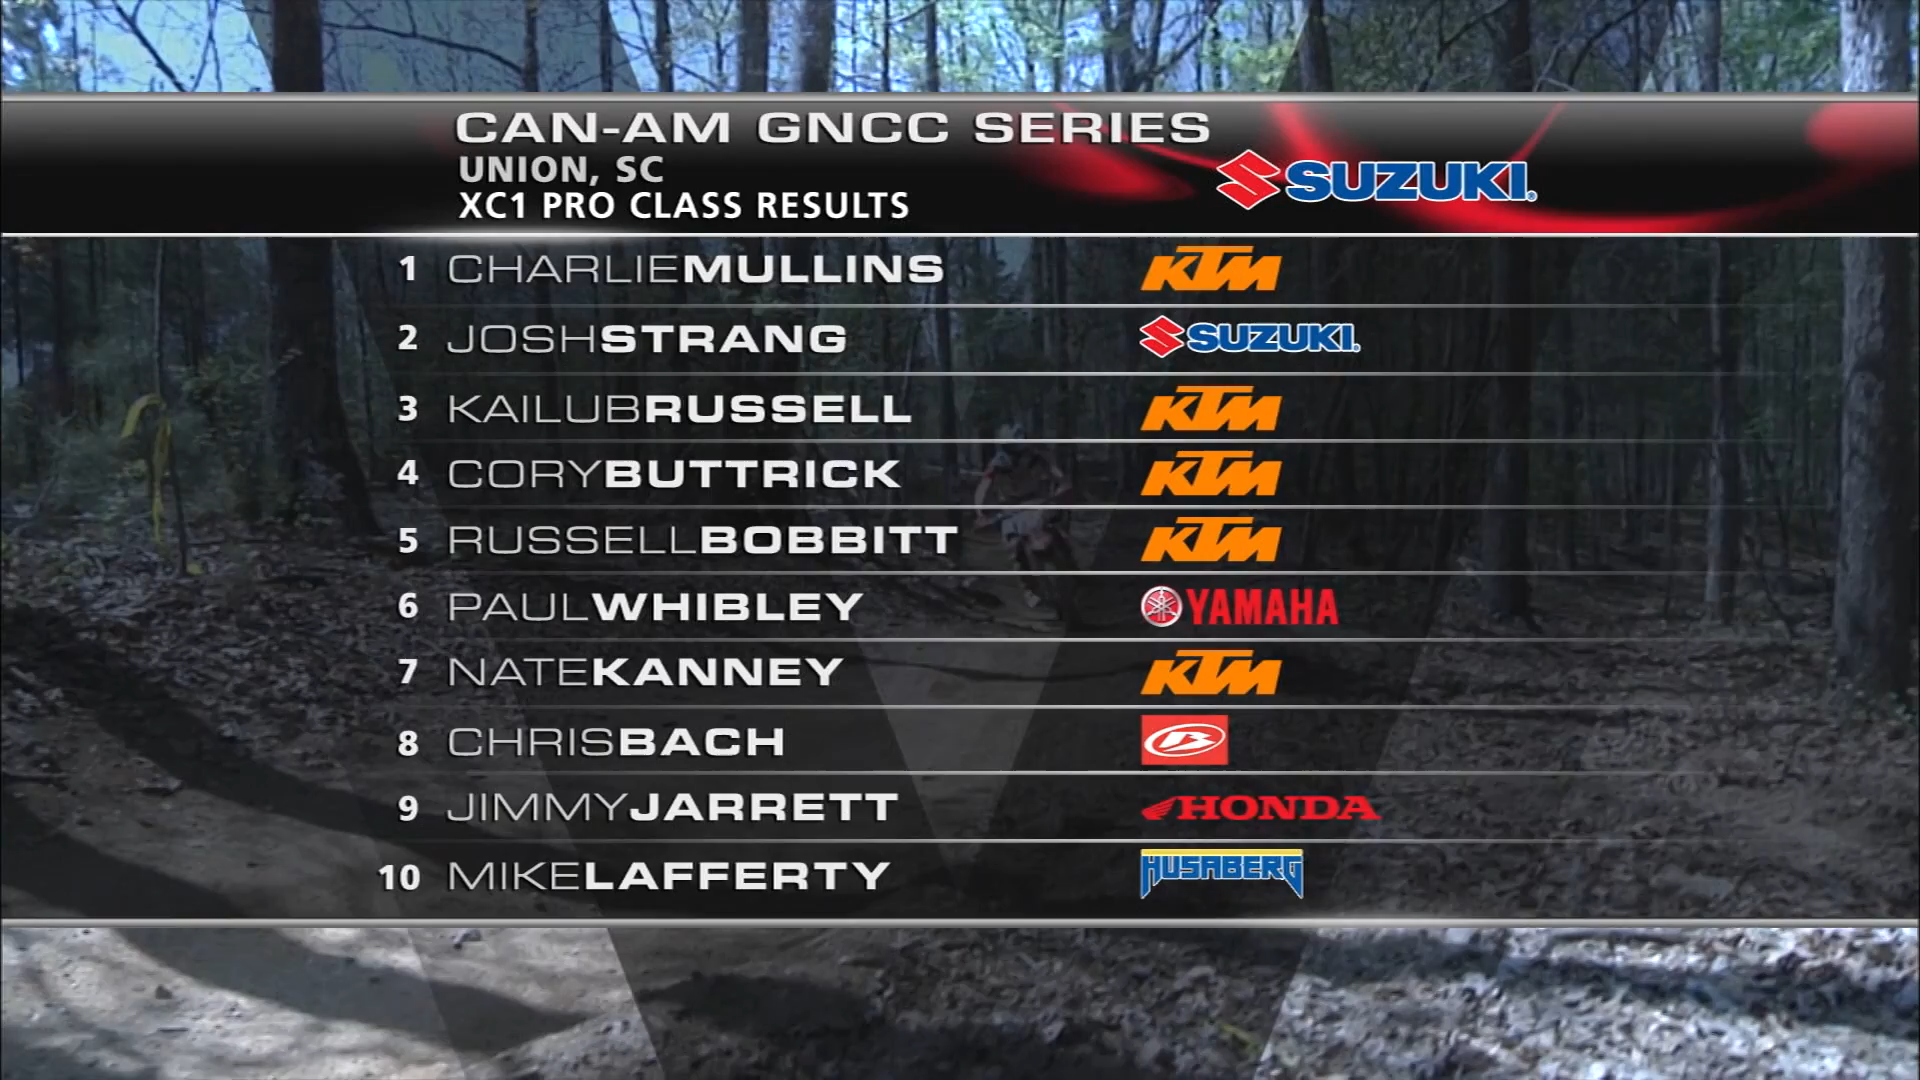 CAN-AM GNCC SERIES
UNION, SC
XC1 PRO CLASS RESULTS
SUZUKI
1 CHARLIEMULLINS KTM
2 JOSHSTRANG SUZUKI
3 KAILUBRUSSELL KTM
4 CORYBUTTRICK KTM
5 RUSSELLBOBBITT KTM
6 PAULWHIBLEY YAMAHA
7 NATEKANNEY KTM
8 CHRISBACH B
9 JIMMYJARRETT HONDA
10 MIKELAFFERTY HUSABERG